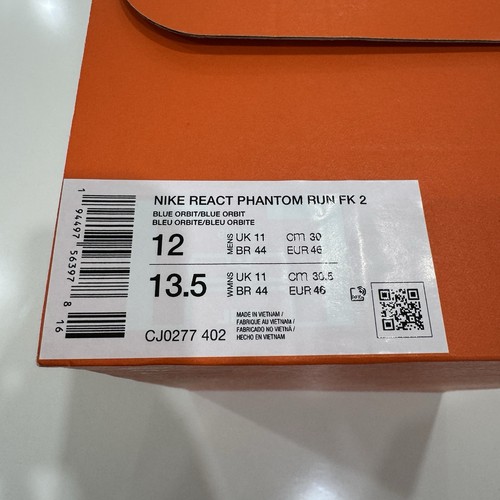 NIKE REACT PHANTOM RUN FK 2
BLUE ORBIT/BLUE ORBIT
BLEU ORBITE/BLEU ORBITE
12 MENS UK 11 cm 30
BR 44 EUR 46
13.5 WMNS UK 11 cm 30.5
BR 44 EUR 46
CJ0277 402
MADE IN VIETNAM /
FABRIQUE AU VIETNAM /
FABRICADO NO VIETNÃ /
HECHO EN VIETNAM
1 94497 56397 8 16